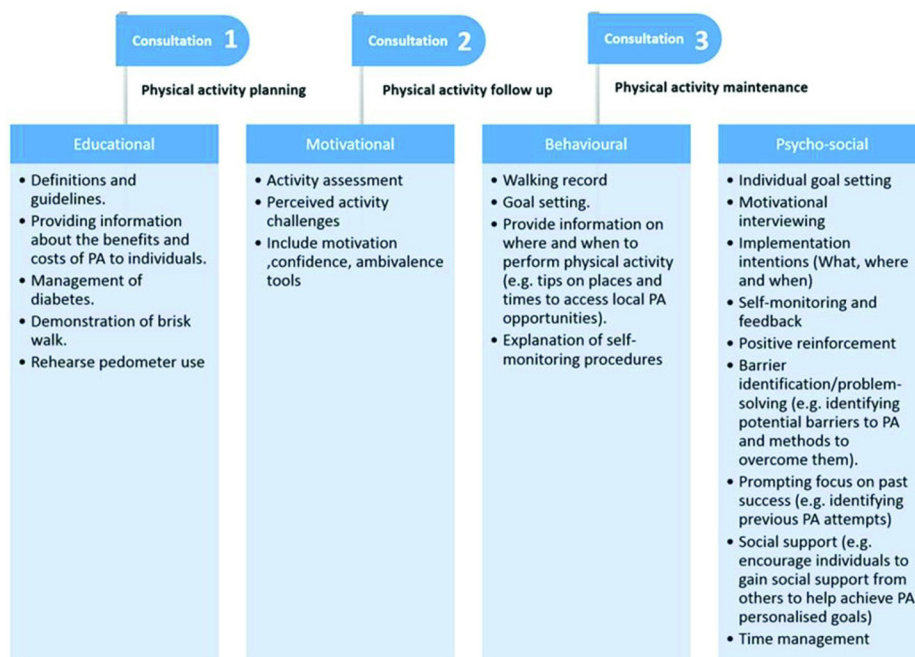 Consultation 1
Physical activity planning
Consultation 2
Physical activity follow up
Consultation 3
Physical activity maintenance
Educational
• Definitions and
guidelines.
• Providing information
about the benefits and
costs of PA to individuals.
• Management of
diabetes.
• Demonstration of brisk
walk.
• Rehearse pedometer use
Motivational
• Activity assessment
• Perceived activity
challenges
• Include motivation
,confidence, ambivalence
tools
Behavioural
• Walking record
• Goal setting.
• Provide information on
where and when to
perform physical activity
(e.g. tips on places and
times to access local PA
opportunities).
• Explanation of self-
monitoring procedures
Psycho-social
• Individual goal setting
• Motivational
interviewing
• Implementation
intentions (What, where
and when)
• Self-monitoring and
feedback
• Positive reinforcement
• Barrier
identification/problem-
solving (e.g. identifying
potential barriers to PA
and methods to
overcome them).
• Prompting focus on past
success (e.g. identifying
previous PA attempts)
• Social support (e.g.
encourage individuals to
gain social support from
others to help achieve PA
personalised goals)
• Time management